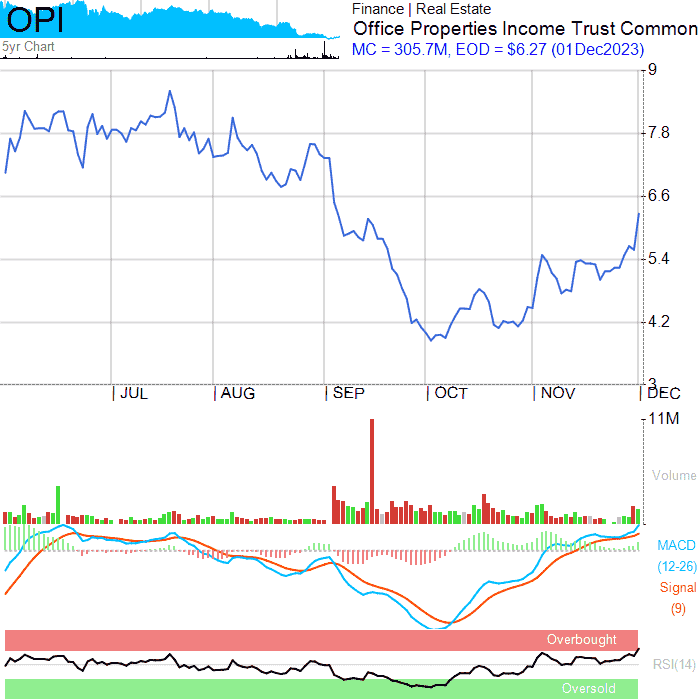 OPI
5yr Chart
Finance | Real Estate
Office Properties Income Trust Common
MC = 305.7M, EOD = $6.27 (01Dec2023)
9
7.8
6.6
5.4
4.2
3
JUL AUG SEP OCT NOV DEC
11M
Volume
MACD
(12-26)
Signal
(9)
Overbought
RSI(14)
Oversold